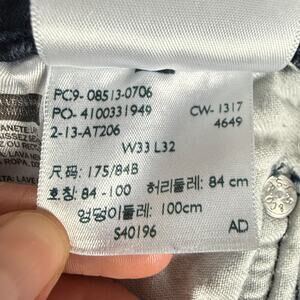 PC9- 08513-0706
PO- 4100331949 CW- 1317
2-13-AT206 4649
W33 L32
尺码 : 175/84B
호칭 : 84 - 100 허리둘레 : 84 cm
엉덩이둘레 : 100cm
S40196 AD